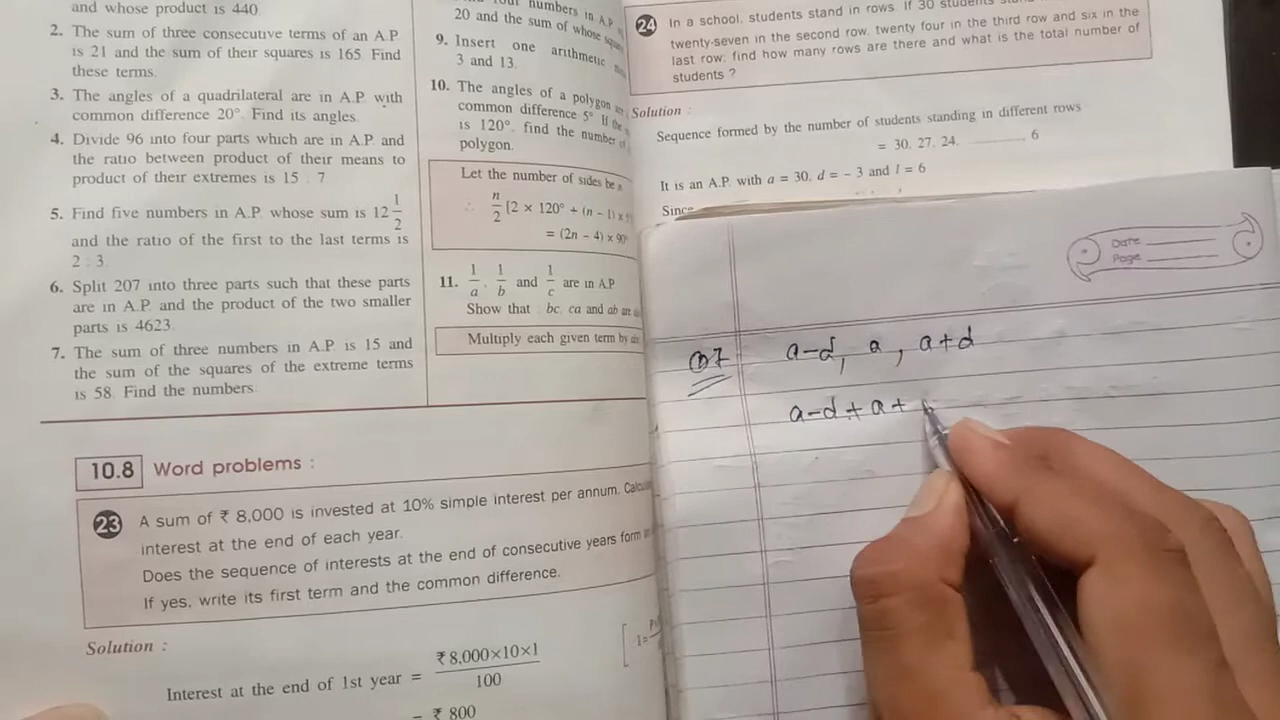 and whose product is 440.
2. The sum of three consecutive terms of an A.P.
is 21 and the sum of their squares is 165. Find
these terms.
3. The angles of a quadrilateral are in A.P. with
common difference 20°. Find its angles.
4. Divide 96 into four parts which are in A.P. and
the ratio between product of their means to
product of their extremes is 15 : 7.
5. Find five numbers in A.P. whose sum is 12 1/2
and the ratio of the first to the last terms is
2 : 3.
6. Split 207 into three parts such that these parts
are in A.P. and the product of the two smaller
parts is 4623.
7. The sum of three numbers in A.P. is 15 and
the sum of the squares of the extreme terms
is 58. Find the numbers.
numbers in A.P.
20 and the sum of whose
9. Insert one arithmetic
3 and 13.
10. The angles of a polygon
common difference 5°. If the
is 120°, find the number of
polygon.
Let the number of sides be n
∴ n/2 [2 × 120° + (n – 1) ×
= (2n – 4) × 90°
11. 1/a, 1/b and 1/c are in A.P.
Show that : bc, ca and ab are
Multiply each given term by
10.8 Word problems :
23 A sum of ₹ 8,000 is invested at 10% simple interest per annum.
interest at the end of each year.
Does the sequence of interests at the end of consecutive years form
If yes, write its first term and the common difference.
Solution :
Interest at the end of 1st year = ₹ 8,000×10×1/100
= ₹ 800
24 In a school, students stand in rows. If 30 students
twenty-seven in the second row, twenty four in the third row and six in the
last row; find how many rows are there and what is the total number of
students ?
Solution :
Sequence formed by the number of students standing in different rows
= 30, 27, 24, ............ 6
It is an A.P. with a = 30, d = – 3 and l = 6
Since
Date
Page
Q7 a-d, a, a+d
a-d + a +